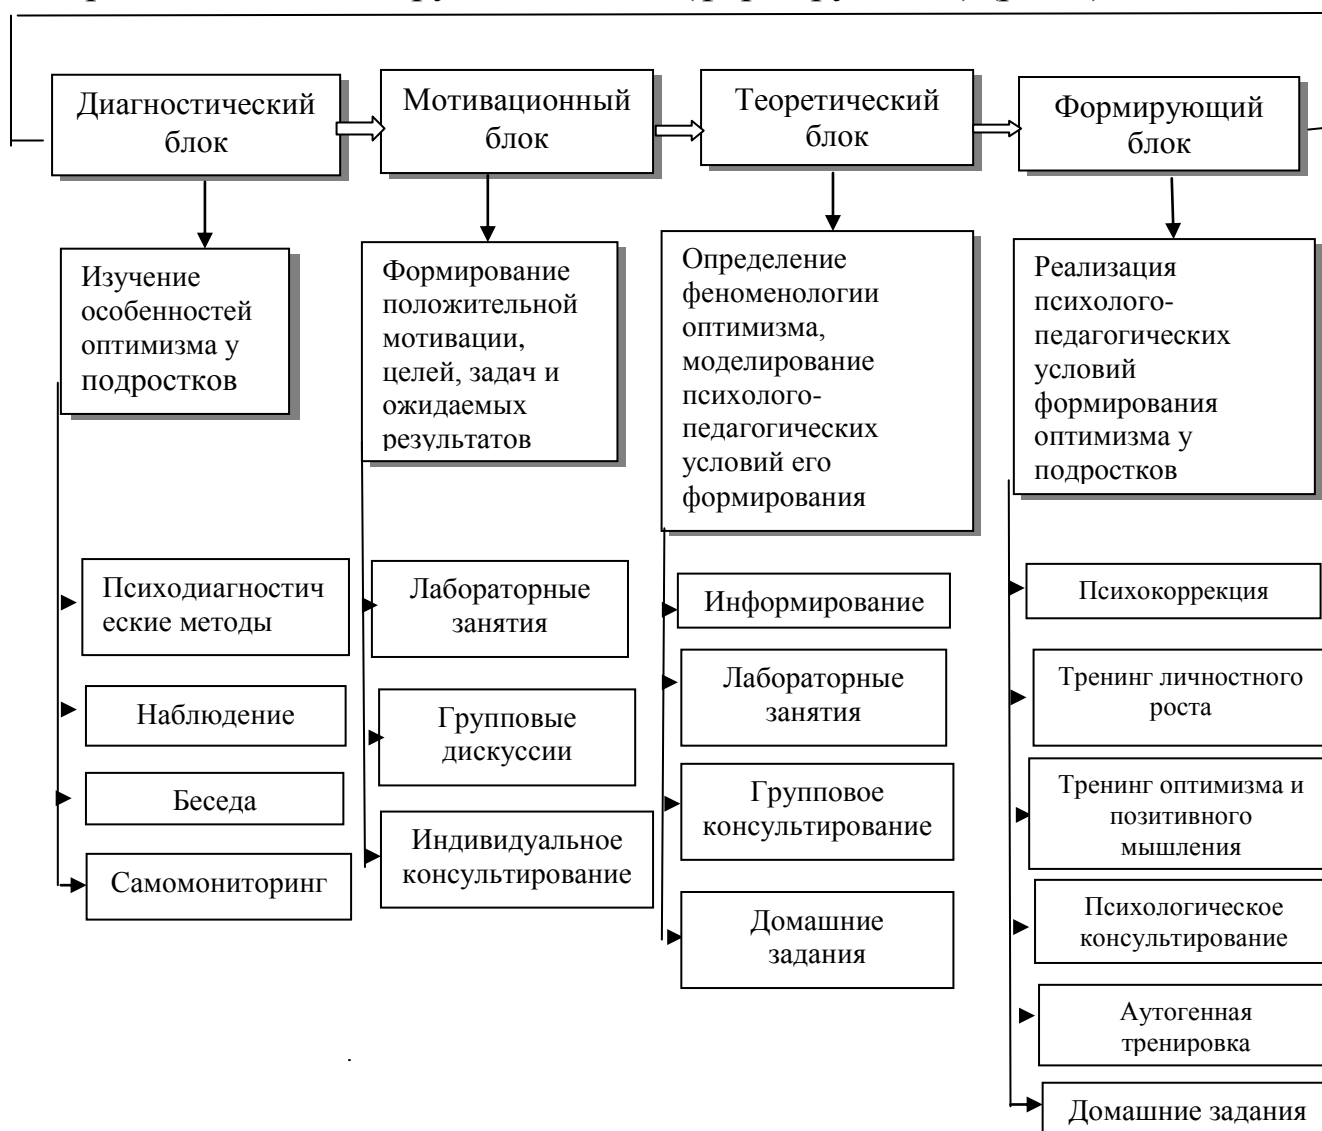 Диагностический
блок
Мотивационный
блок
Теоретический
блок
Формирующий
блок
Изучение
особенностей
оптимизма у
подростков
Формирование
положительной
мотивации,
целей, задач и
ожидаемых
результатов
Определение
феноменологии
оптимизма,
моделирование
психолого-
педагогических
условий его
формирования
Реализация
психолого-
педагогических
условий
формирования
оптимизма у
подростков
Психодиагностич
еские методы
Наблюдение
Беседа
Самомониторинг
Лабораторные
занятия
Групповые
дискуссии
Индивидуальное
консультирование
Информирование
Лабораторные
занятия
Групповое
консультирование
Домашние
задания
Психокоррекция
Тренинг личностного
роста
Тренинг оптимизма и
позитивного
мышления
Психологическое
консультирование
Аутогенная
тренировка
Домашние задания